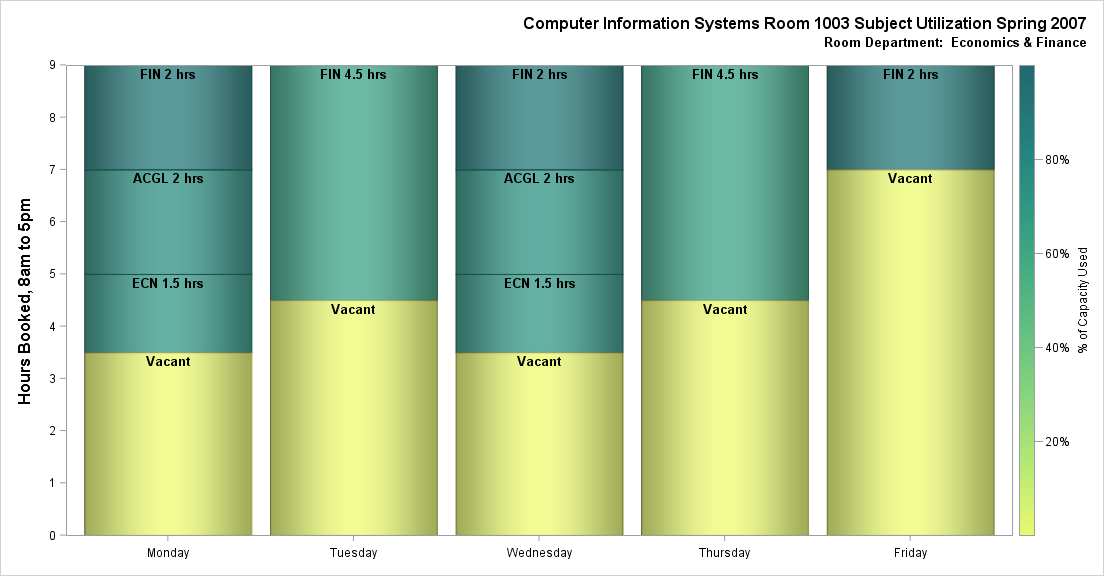 Computer Information Systems Room 1003 Subject Utilization Spring 2007
Room Department:  Economics & Finance
Hours Booked, 8am to 5pm
9
8
7
6
5
4
3
2
1
0
FIN 2 hrs
ACGL 2 hrs
ECN 1.5 hrs
Vacant
FIN 4.5 hrs
Vacant
FIN 2 hrs
ACGL 2 hrs
ECN 1.5 hrs
Vacant
FIN 4.5 hrs
Vacant
FIN 2 hrs
Vacant
Monday
Tuesday
Wednesday
Thursday
Friday
80%
60%
40%
20%
% of Capacity Used